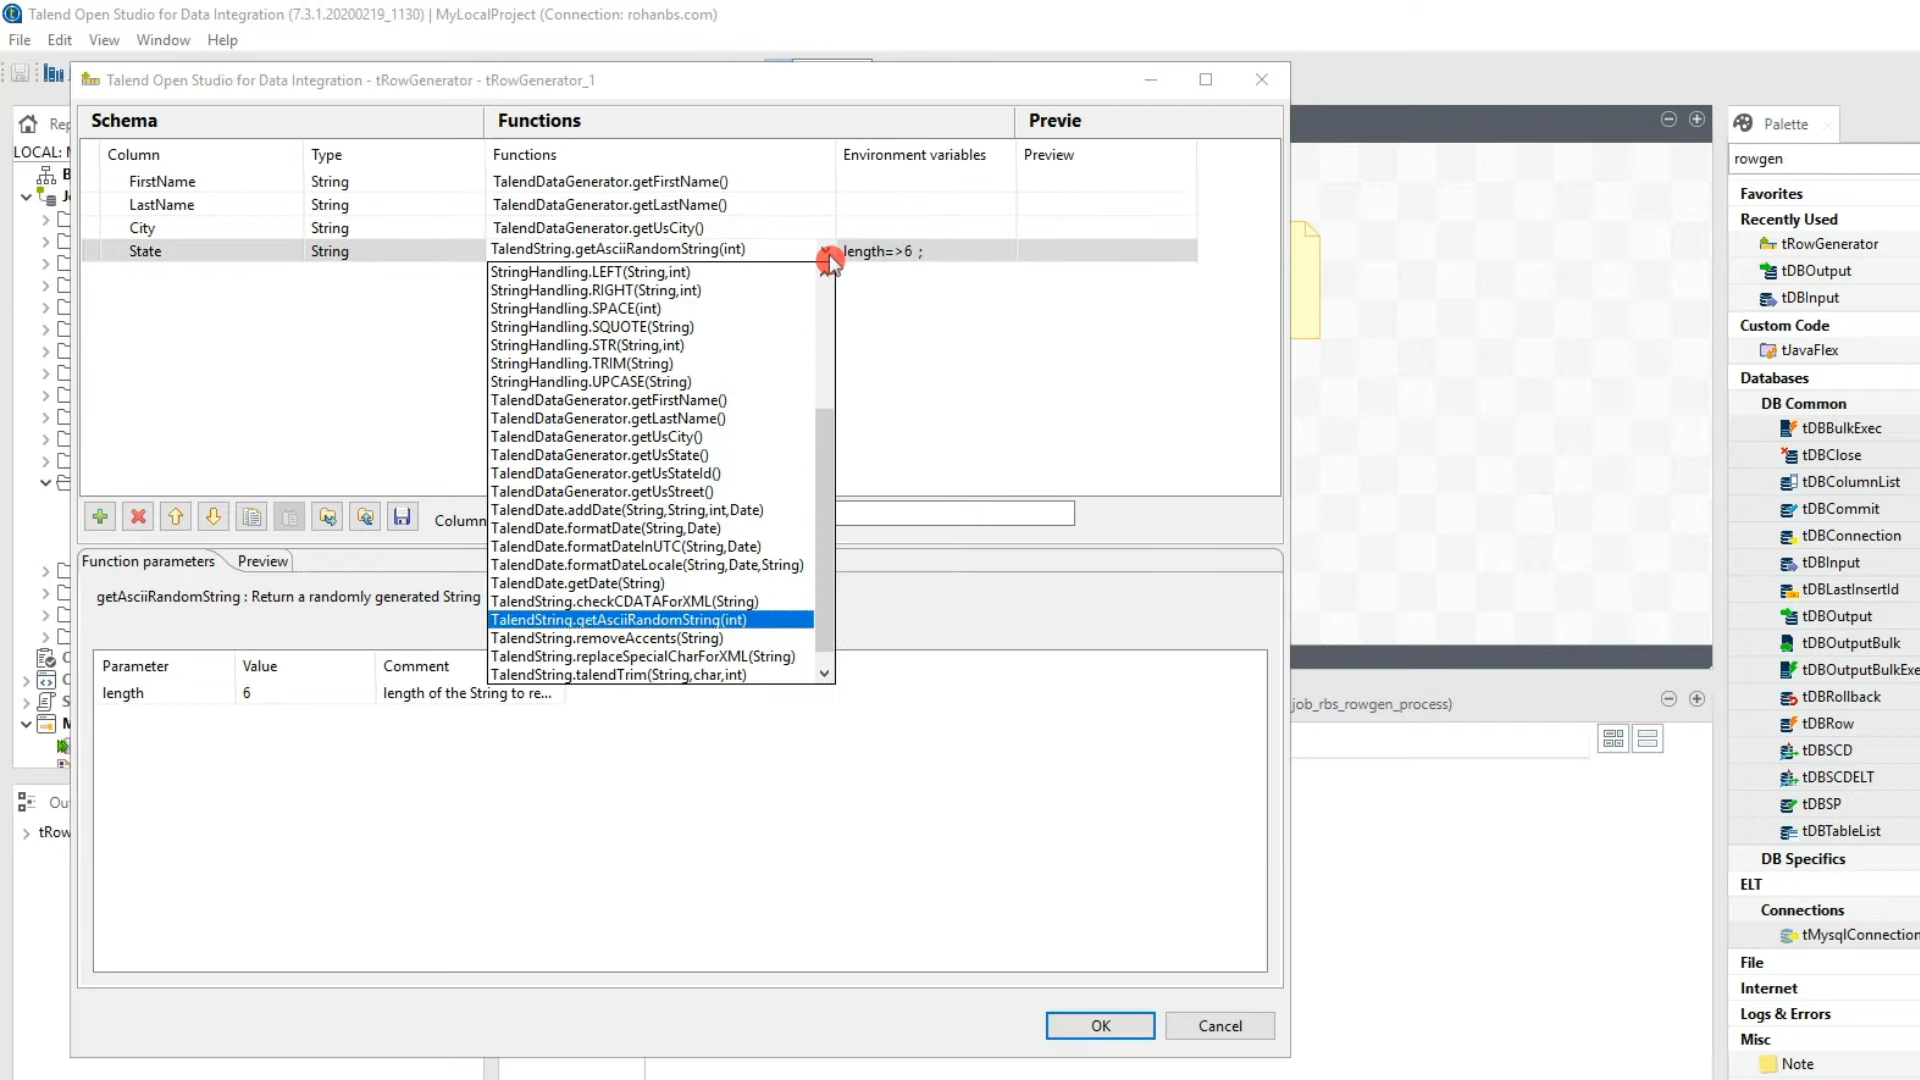 Talend Open Studio for Data Integration (7.3.1.20200219_1130) | MyLocalProject (Connection: rohanbs.com)
File Edit View Window Help
Talend Open Studio for Data Integration - tRowGenerator - tRowGenerator_1
Schema Functions Previe
Column Type Functions Environment variables Preview
FirstName String TalendDataGenerator.getFirstName()
LastName String TalendDataGenerator.getLastName()
City String TalendDataGenerator.getUsCity()
State String TalendString.getAsciiRandomString(int) length=>6 ;
StringHandling.LEFT(String,int)
StringHandling.RIGHT(String,int)
StringHandling.SPACE(int)
StringHandling.SQUOTE(String)
StringHandling.STR(String,int)
StringHandling.TRIM(String)
StringHandling.UPCASE(String)
TalendDataGenerator.getFirstName()
TalendDataGenerator.getLastName()
TalendDataGenerator.getUsCity()
TalendDataGenerator.getUsState()
TalendDataGenerator.getUsStateId()
TalendDataGenerator.getUsStreet()
TalendDate.addDate(String,String,int,Date)
TalendDate.formatDate(String,Date)
TalendDate.formatDateInUTC(String,Date)
TalendDate.formatDateLocale(String,Date,String)
TalendDate.getDate(String)
TalendString.checkCDATAForXML(String)
TalendString.getAsciiRandomString(int)
TalendString.removeAccents(String)
TalendString.replaceSpecialCharForXML(String)
TalendString.talendTrim(String,char,int)
Column
Function parameters Preview
getAsciiRandomString : Return a randomly generated String
Parameter Value Comment
length 6 length of the String to re...
OK Cancel
Rep
LOCAL: M
B
Jo
C
C
S
M
Ou
tRow
job_rbs_rowgen_process)
Palette
rowgen
Favorites
Recently Used
tRowGenerator
tDBOutput
tDBInput
Custom Code
tJavaFlex
Databases
DB Common
tDBBulkExec
tDBClose
tDBColumnList
tDBCommit
tDBConnection
tDBInput
tDBLastInsertId
tDBOutput
tDBOutputBulk
tDBOutputBulkExe
tDBRollback
tDBRow
tDBSCD
tDBSCDELT
tDBSP
tDBTableList
DB Specifics
ELT
Connections
tMysqlConnection
File
Internet
Logs & Errors
Misc
Note